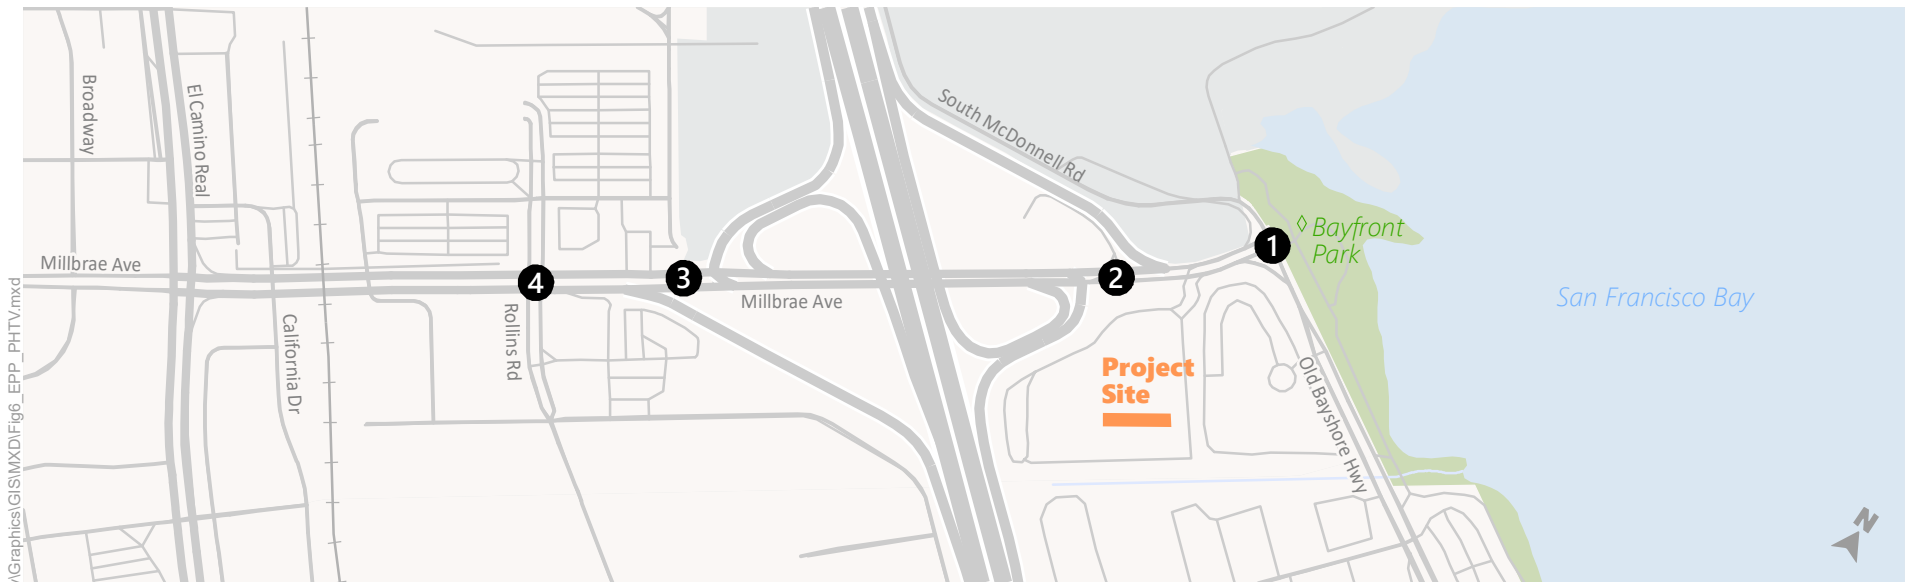 Broadway
El Camino Real
South McDonnell Rd
Bayfront
Park
1
Millbrae Ave
4
3
2
Millbrae Ave
San Francisco Bay
Rollins Rd
California Dr
Project
Site
Old Bayshore Hwy
N
\Graphics\GIS\MXD\Fig6_EPP_PHTV.mxd